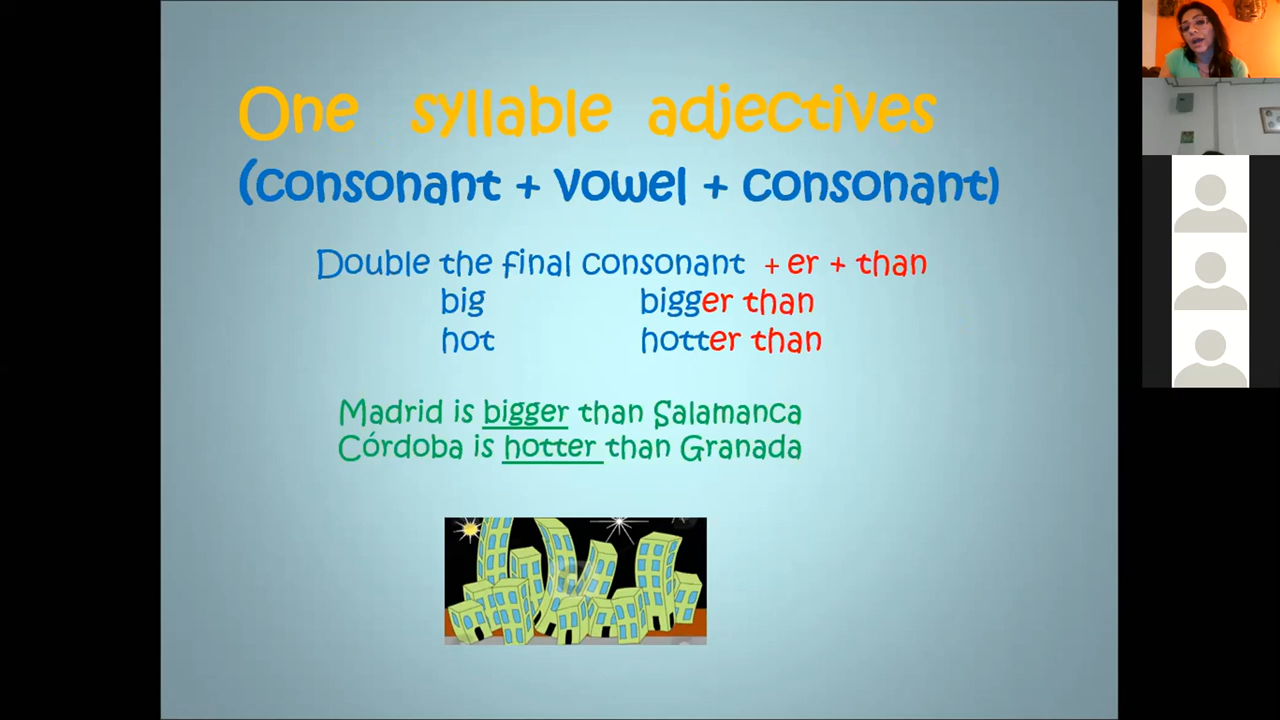 One syllable adjectives
(consonant + vowel + consonant)
Double the final consonant + er + than
big bigger than
hot hotter than
Madrid is bigger than Salamanca
Córdoba is hotter than Granada